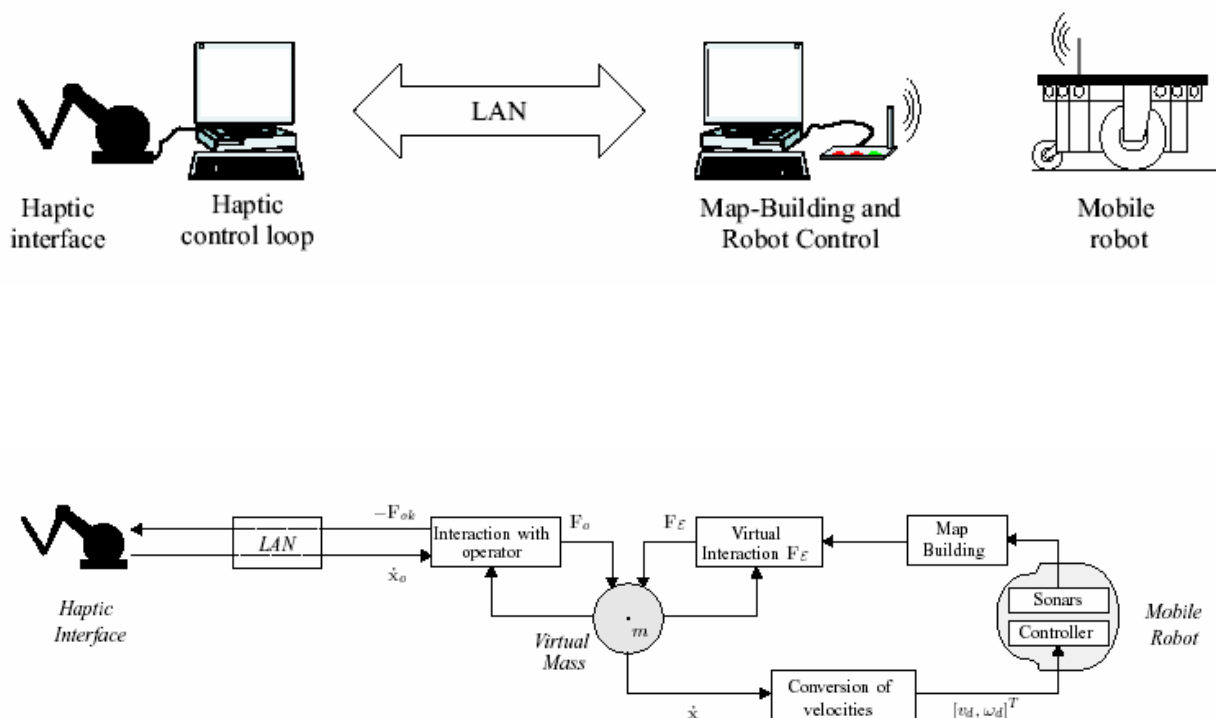 LAN
Haptic
interface
Haptic
control loop
Map-Building and
Robot Control
Mobile
robot
−F_ok
LAN
ẋ_o
Interaction with
operator
F_o
F_ℰ
Virtual
Interaction F_ℰ
Map
Building
Sonars
Controller
Mobile
Robot
Haptic
Interface
Virtual
Mass
m
ẋ
Conversion of
velocities
[v_d, ω_d]^T